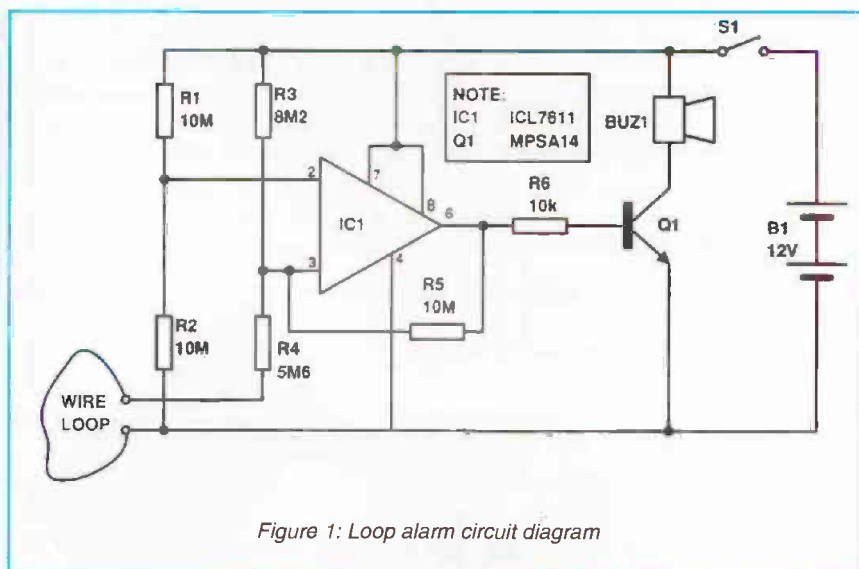 S1
R1
10M
R3
8M2
NOTE:
IC1 ICL7611
Q1 MPSA14
BUZ1
2
7
8
R6
10k
IC1
6
Q1
B1
12V
3
4
R5
10M
R2
10M
R4
5M6
WIRE
LOOP
Figure 1: Loop alarm circuit diagram